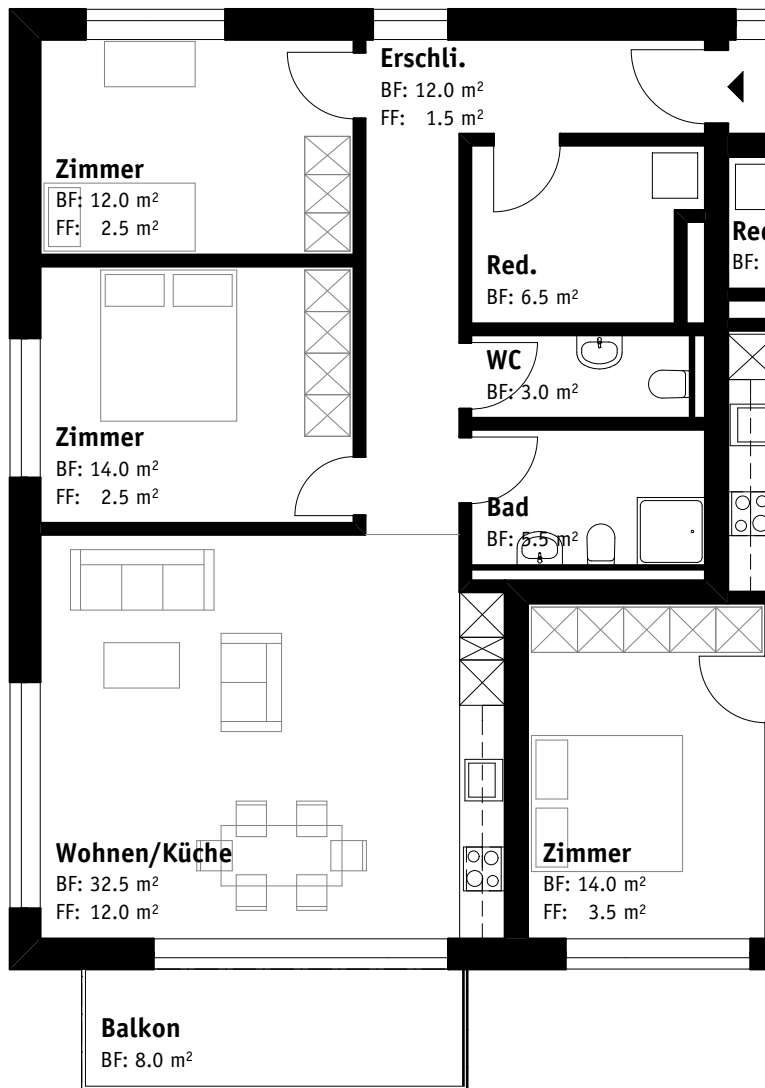 Erschli.
BF: 12.0 m²
FF: 1.5 m²
Zimmer
BF: 12.0 m²
FF: 2.5 m²
Red.
BF: 6.5 m²
BF:
WC
BF: 3.0 m²
Zimmer
BF: 14.0 m²
FF: 2.5 m²
Bad
BF: 5.5 m²
Wohnen/Küche
BF: 32.5 m²
FF: 12.0 m²
Zimmer
BF: 14.0 m²
FF: 3.5 m²
Balkon
BF: 8.0 m²